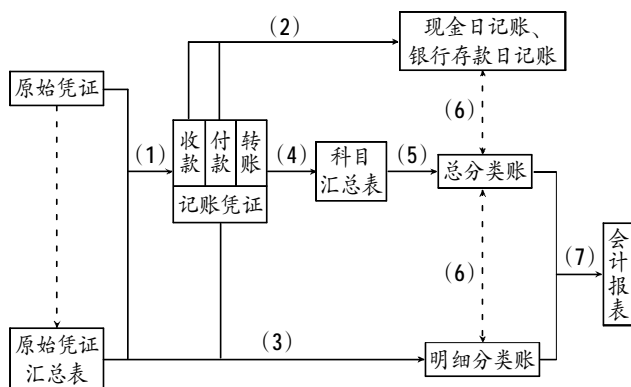 (2)
现金日记账、
银行存款日记账
原始凭证
(6)
(1)
收款
付款
转账
(4)
科目
汇总表
(5)
总分类账
记账凭证
(6)
(7)
会计报表
原始凭证
汇总表
(3)
明细分类账